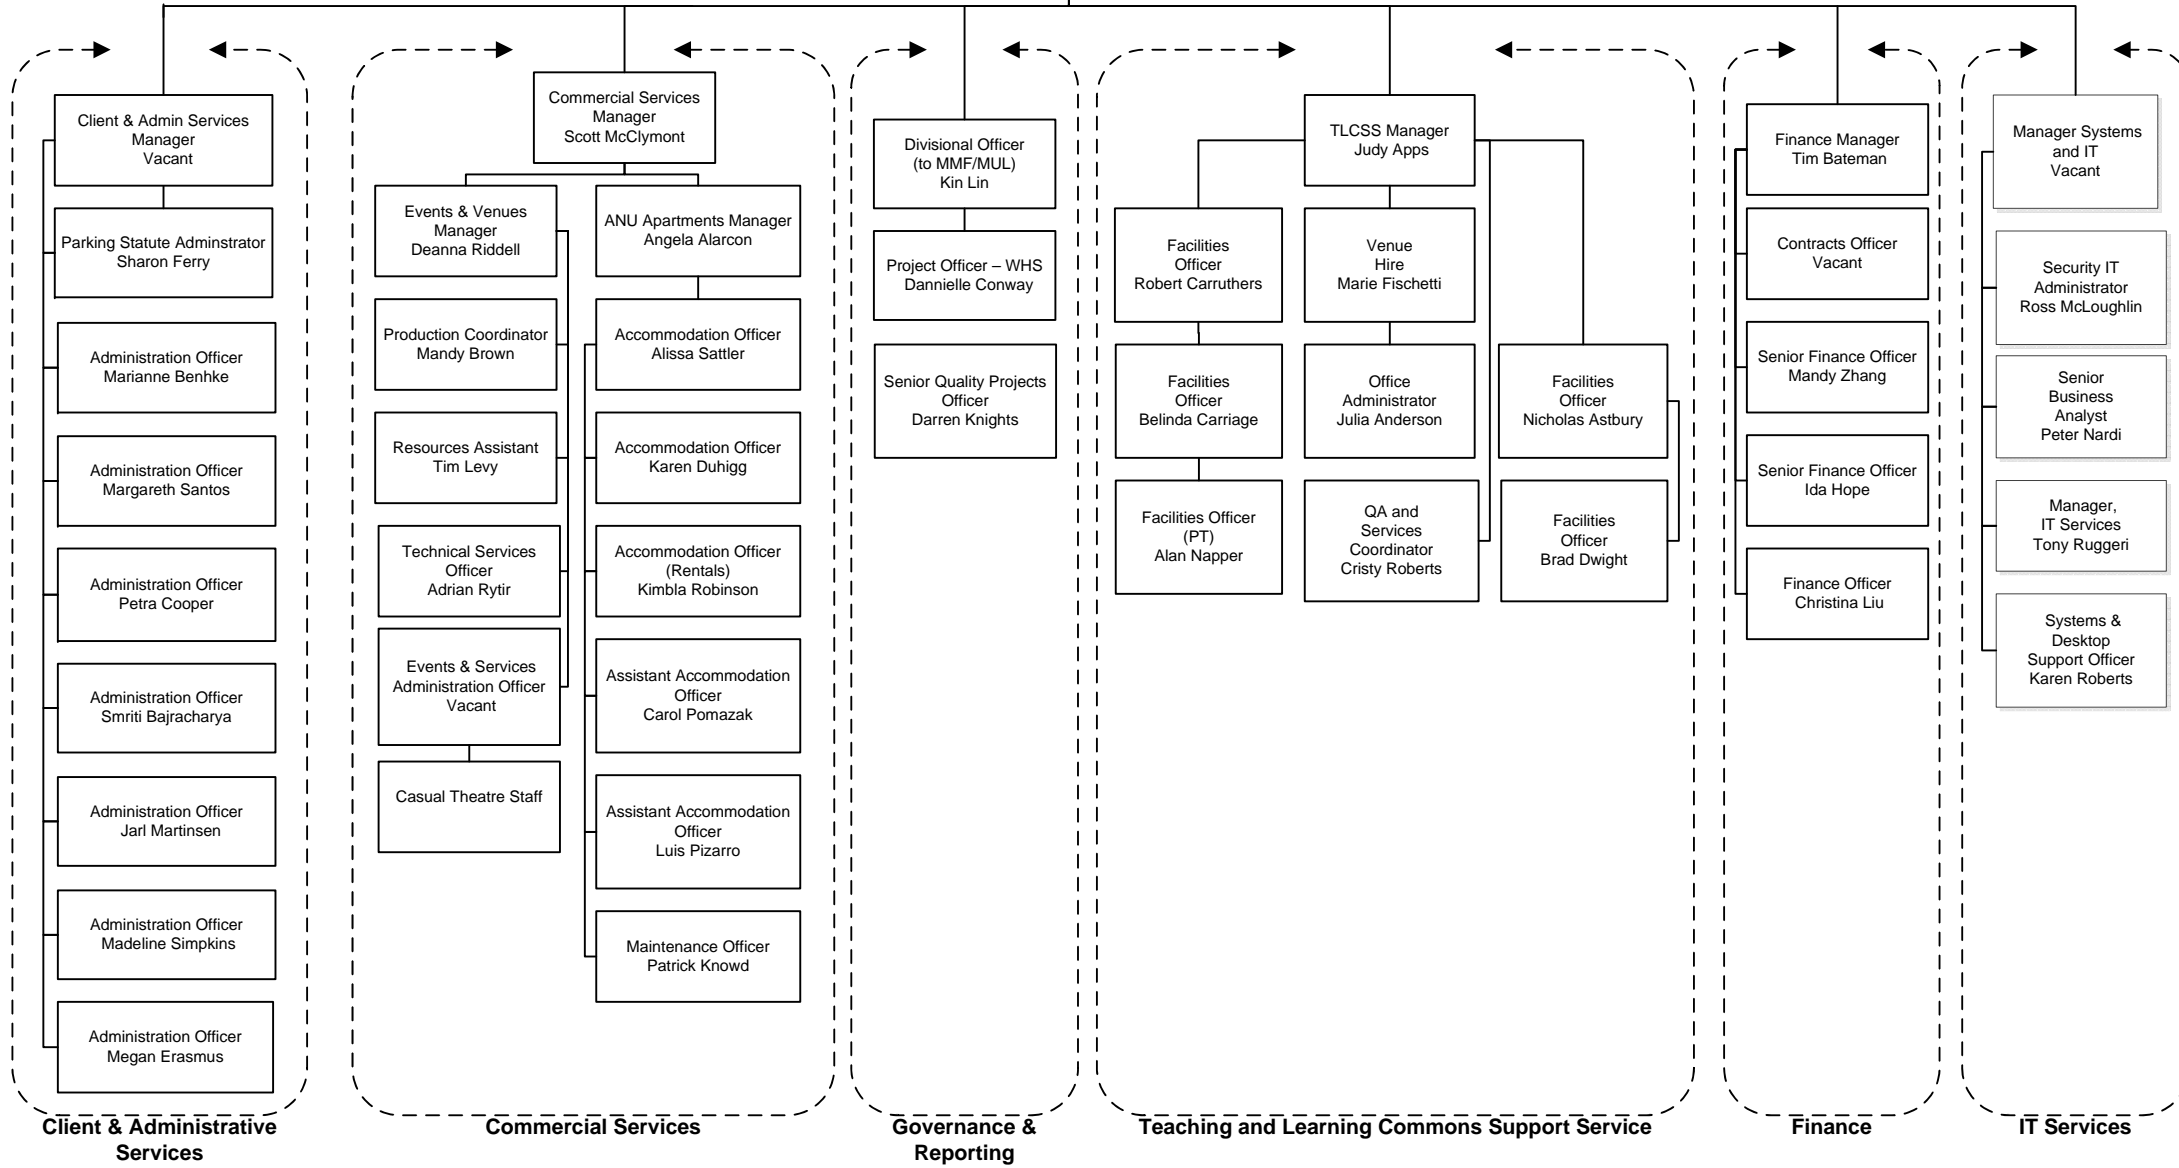 Client & Admin Services
Manager
Vacant
Parking Statute Adminstrator
Sharon Ferry
Administration Officer
Marianne Benhke
Administration Officer
Margareth Santos
Administration Officer
Petra Cooper
Administration Officer
Smriti Bajracharya
Administration Officer
Jarl Martinsen
Administration Officer
Madeline Simpkins
Administration Officer
Megan Erasmus
Client & Administrative
Services
Commercial Services
Manager
Scott McClymont
Events & Venues
Manager
Deanna Riddell
Production Coordinator
Mandy Brown
Resources Assistant
Tim Levy
Technical Services
Officer
Adrian Rytir
Events & Services
Administration Officer
Vacant
Casual Theatre Staff
ANU Apartments Manager
Angela Alarcon
Accommodation Officer
Alissa Sattler
Accommodation Officer
Karen Duhigg
Accommodation Officer
(Rentals)
Kimbla Robinson
Assistant Accommodation
Officer
Carol Pomazak
Assistant Accommodation
Officer
Luis Pizarro
Maintenance Officer
Patrick Knowd
Commercial Services
Divisional Officer
(to MMF/MUL)
Kin Lin
Project Officer – WHS
Dannielle Conway
Senior Quality Projects
Officer
Darren Knights
Governance &
Reporting
TLCSS Manager
Judy Apps
Facilities
Officer
Robert Carruthers
Facilities
Officer
Belinda Carriage
Facilities Officer
(PT)
Alan Napper
Venue
Hire
Marie Fischetti
Office
Administrator
Julia Anderson
QA and
Services
Coordinator
Cristy Roberts
Facilities
Officer
Nicholas Astbury
Facilities
Officer
Brad Dwight
Teaching and Learning Commons Support Service
Finance Manager
Tim Bateman
Contracts Officer
Vacant
Senior Finance Officer
Mandy Zhang
Senior Finance Officer
Ida Hope
Finance Officer
Christina Liu
Finance
Manager Systems
and IT
Vacant
Security IT
Administrator
Ross McLoughlin
Senior
Business
Analyst
Peter Nardi
Manager,
IT Services
Tony Ruggeri
Systems &
Desktop
Support Officer
Karen Roberts
IT Services